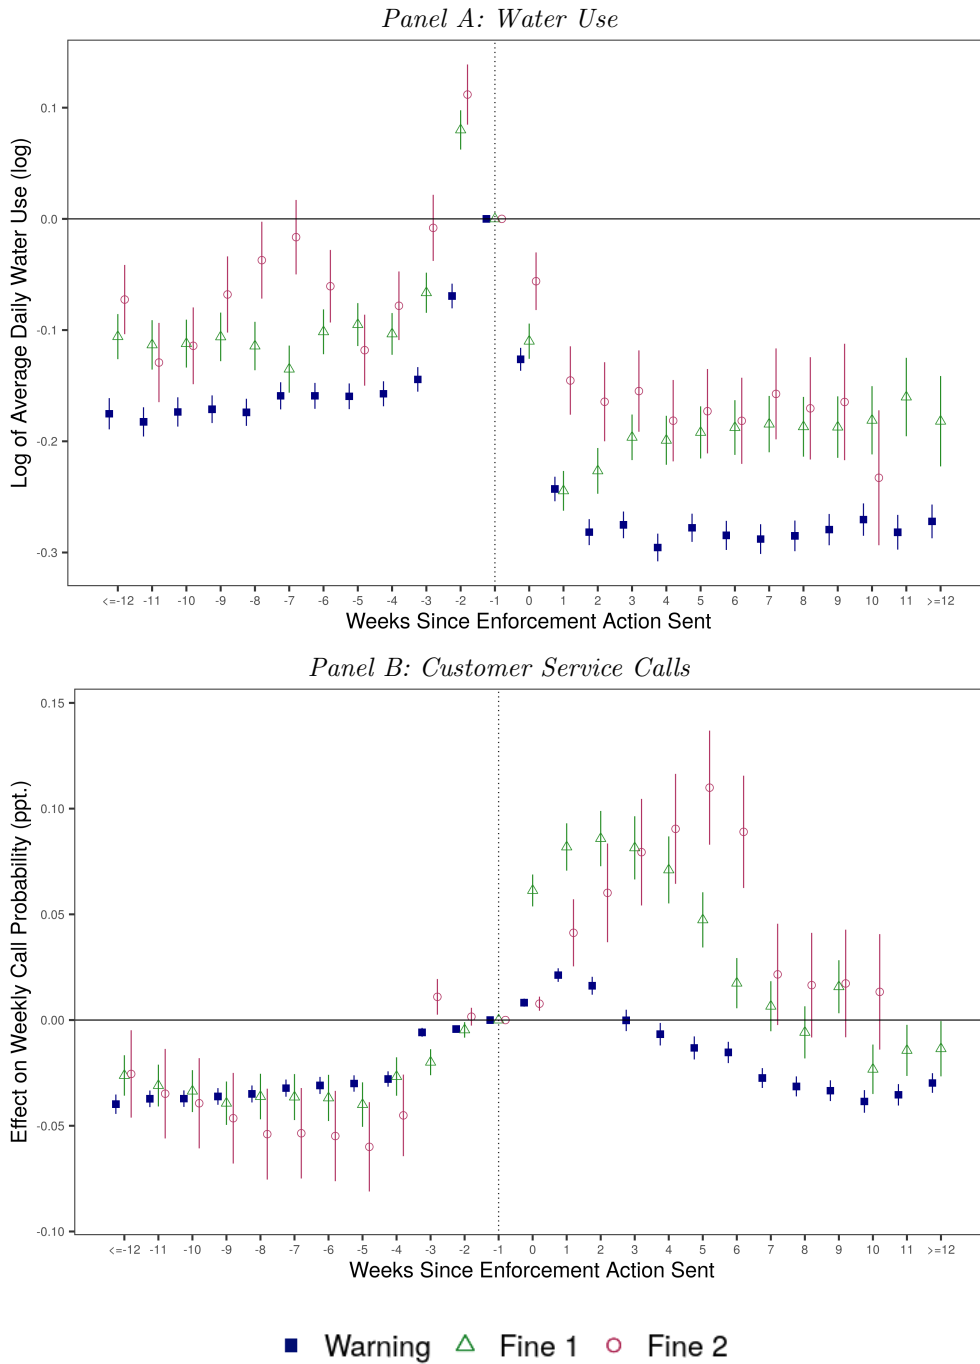 Panel A: Water Use
Log of Average Daily Water Use (log)
0.1
0.0
-0.1
-0.2
-0.3
<=-12 -11 -10 -9 -8 -7 -6 -5 -4 -3 -2 -1 0 1 2 3 4 5 6 7 8 9 10 11 >=12
Weeks Since Enforcement Action Sent
Panel B: Customer Service Calls
Effect on Weekly Call Probability (ppt.)
0.15
0.10
0.05
0.00
-0.05
-0.10
<=-12 -11 -10 -9 -8 -7 -6 -5 -4 -3 -2 -1 0 1 2 3 4 5 6 7 8 9 10 11 >=12
Weeks Since Enforcement Action Sent
Warning Fine 1 Fine 2